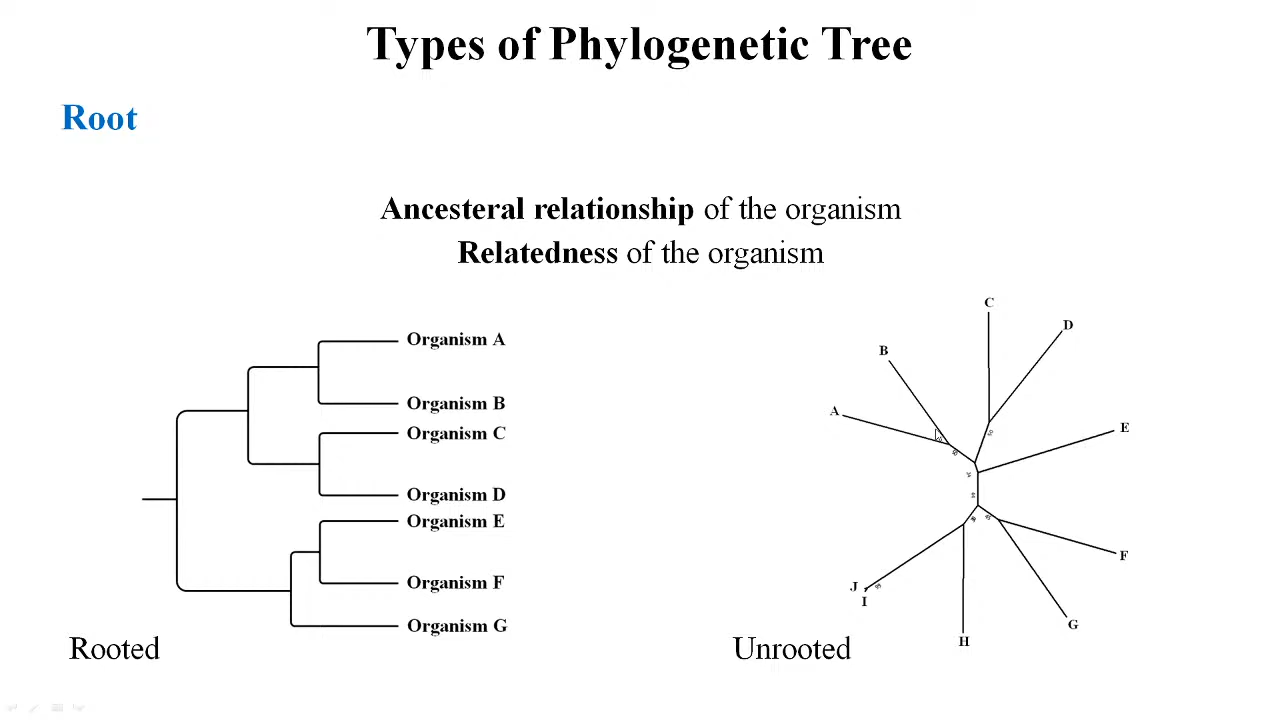 Types of Phylogenetic Tree
Root
Ancesteral relationship of the organism
Relatedness of the organism
Organism A
Organism B
Organism C
Organism D
Organism E
Organism F
Organism G
Rooted
C
D
B
A
E
F
J
I
G
H
Unrooted